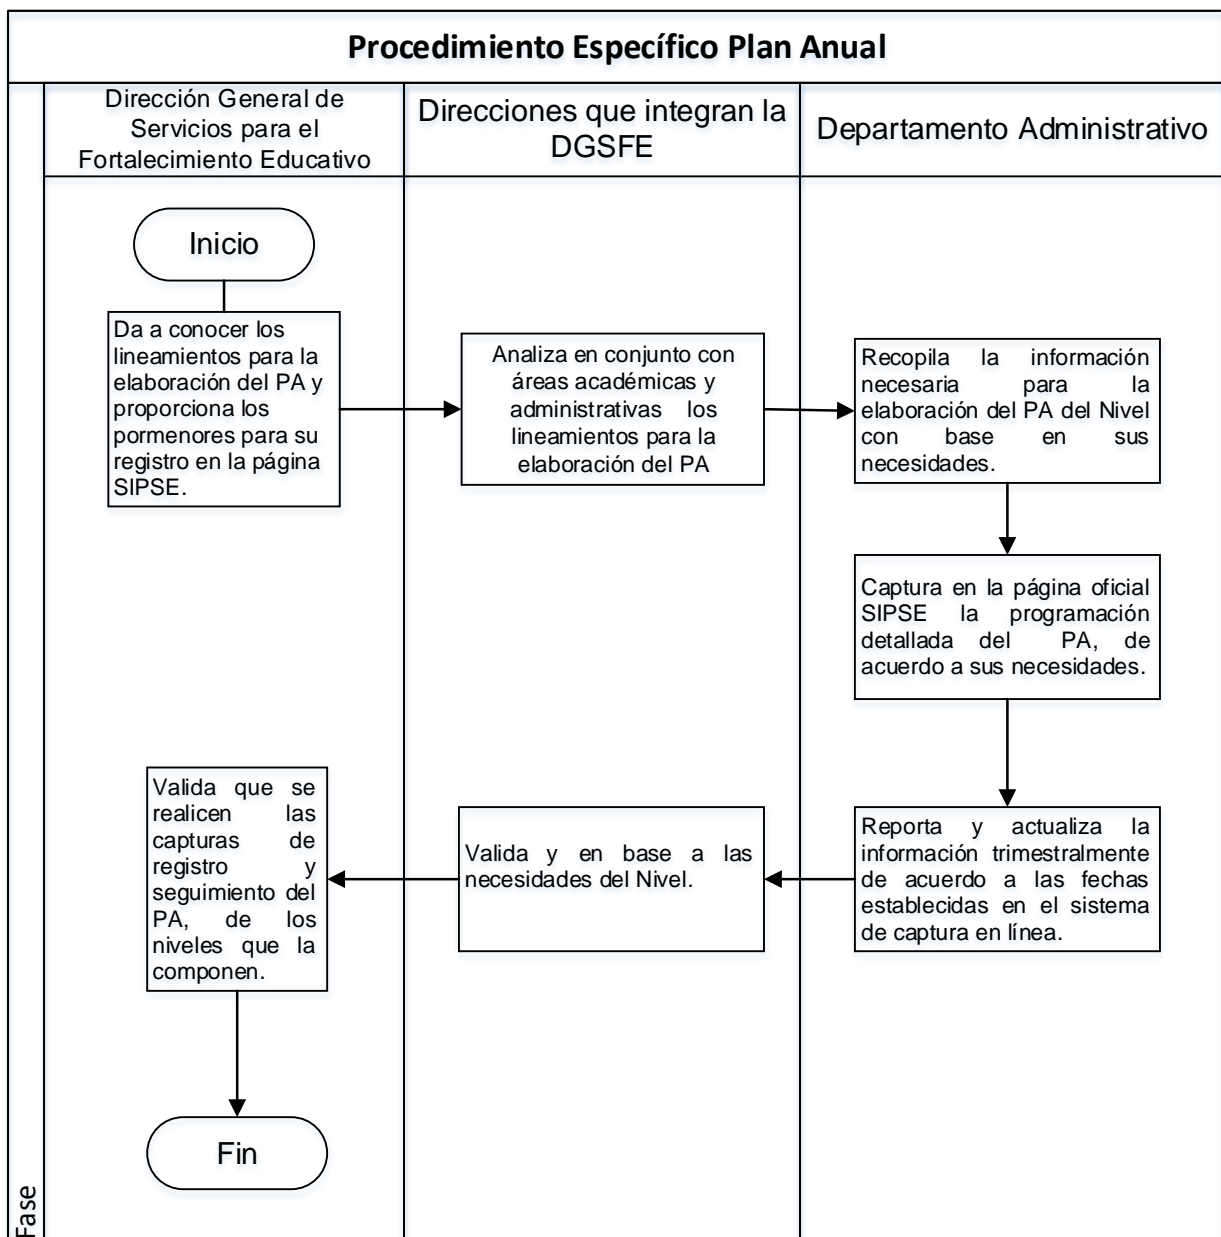 Procedimiento Específico Plan Anual
Dirección General de
Servicios para el
Fortalecimiento Educativo
Direcciones que integran la
DGSFE
Departamento Administrativo
Inicio
Da a conocer los
lineamientos para la
elaboración del PA y
proporciona los
pormenores para su
registro en la página
SIPSE.
Analiza en conjunto con
áreas académicas y
administrativas los
lineamientos para la
elaboración del PA
Recopila la información
necesaria para la
elaboración del PA del Nivel
con base en sus
necesidades.
Captura en la página oficial
SIPSE la programación
detallada del PA, de
acuerdo a sus necesidades.
Reporta y actualiza la
información trimestralmente
de acuerdo a las fechas
establecidas en el sistema
de captura en línea.
Valida y en base a las
necesidades del Nivel.
Valida que se
realicen las
capturas de
registro y
seguimiento del
PA, de los
niveles que la
componen.
Fin
Fase